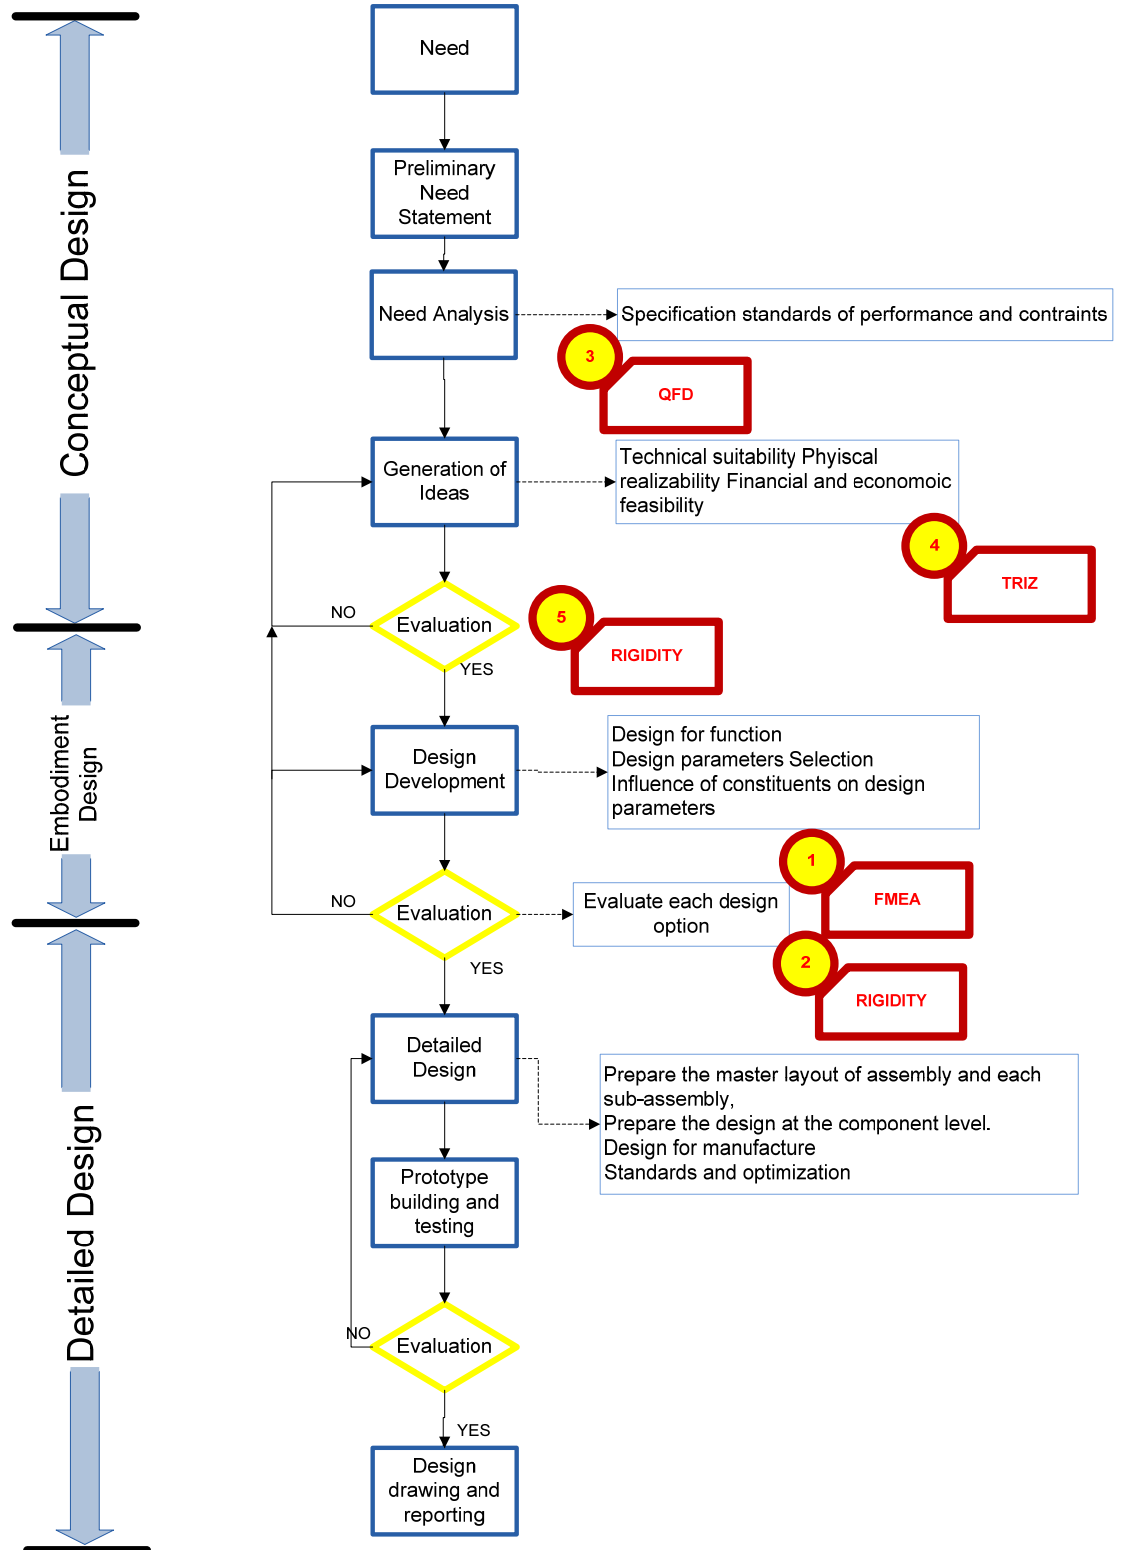 Need
Preliminary
Need
Statement
Need Analysis
Specification standards of performance and contraints
3
QFD
Conceptual Design
Generation of
Ideas
Technical suitability Phyiscal
realizability Financial and economoic
feasibility
4
TRIZ
NO
Evaluation
5
RIGIDITY
YES
Embodiment
Design
Design
Development
Design for function
Design parameters Selection
Influence of constituents on design
parameters
1
FMEA
NO
Evaluation
Evaluate each design
option
2
RIGIDITY
YES
Detailed Design
Detailed
Design
Prepare the master layout of assembly and each
sub-assembly,
Prepare the design at the component level.
Design for manufacture
Standards and optimization
Prototype
building and
testing
NO
Evaluation
YES
Design
drawing and
reporting